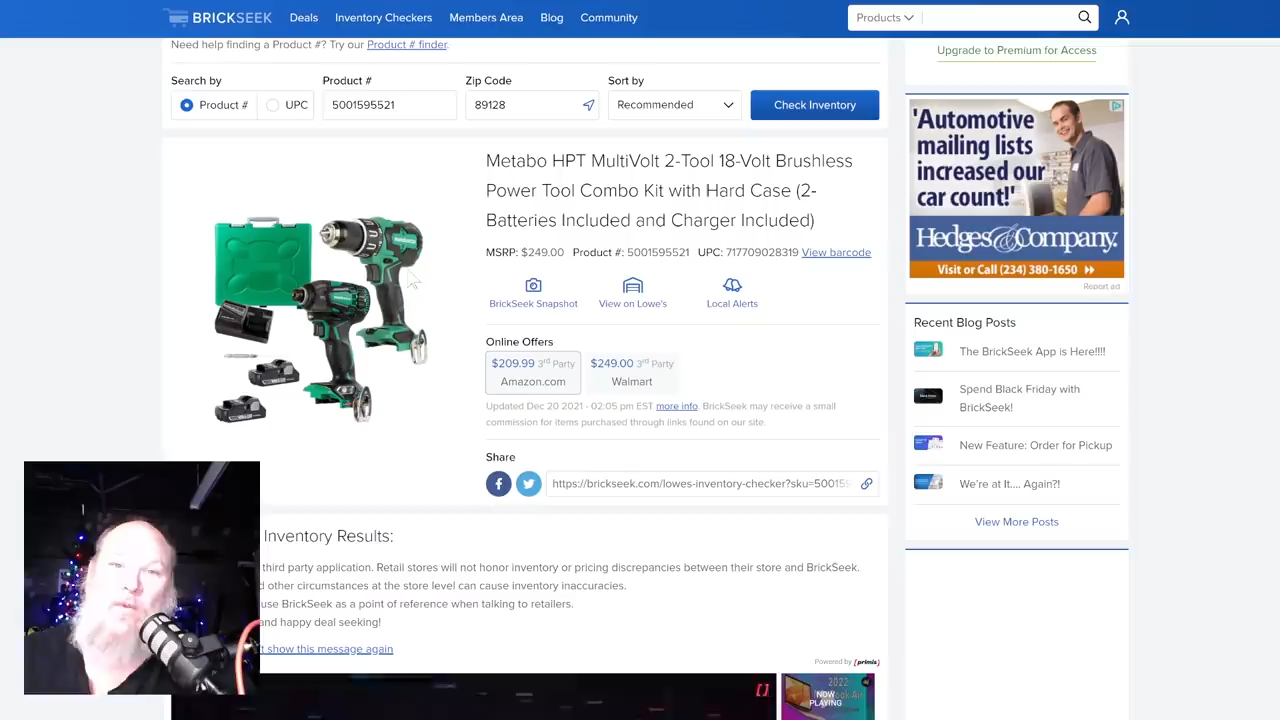 BRICKSEEK Deals Inventory Checkers Members Area Blog Community Products
Need help finding a Product #? Try our Product # finder.
Search by Product # Zip Code Sort by
Product # UPC 5001595521 89128 Recommended Check Inventory
Metabo HPT MultiVolt 2-Tool 18-Volt Brushless
Power Tool Combo Kit with Hard Case (2-
Batteries Included and Charger Included)
MSRP: $249.00 Product #: 5001595521 UPC: 717709028319 View barcode
BrickSeek Snapshot View on Lowe's Local Alerts
Online Offers
$209.99 3rd Party $249.00 3rd Party
Amazon.com Walmart
Updated Dec 20 2021 - 02:05 pm EST more info. BrickSeek may receive a small
commission for items purchased through links found on our site.
Share
https://brickseek.com/lowes-inventory-checker?sku=50015
Inventory Results:
third party application. Retail stores will not honor inventory or pricing discrepancies between their store and BrickSeek.
d other circumstances at the store level can cause inventory inaccuracies.
use BrickSeek as a point of reference when talking to retailers.
and happy deal seeking!
t show this message again
Powered by [primis]
2022
NOW
PLAYING
Upgrade to Premium for Access
'Automotive
mailing lists
increased our
car count!'
Hedges & Company.
Visit or Call (234) 380-1650
Report ad
Recent Blog Posts
The BrickSeek App is Here!!!!
Spend Black Friday with
BrickSeek!
New Feature: Order for Pickup
We're at It.... Again?!
View More Posts